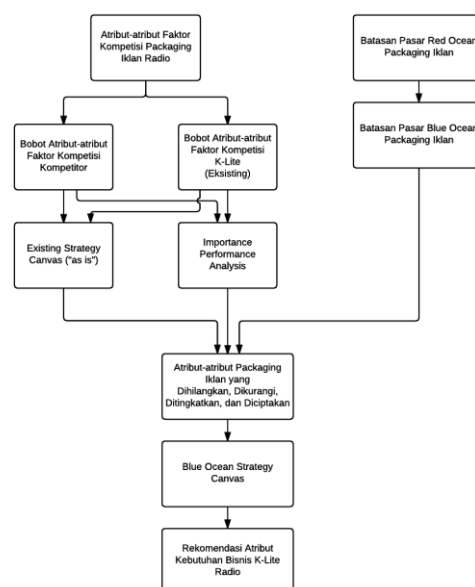 Atribut-atribut Faktor
Kompetisi Packaging
Iklan Radio
Batasan Pasar Red Ocean
Packaging Iklan
Bobot Atribut-atribut
Faktor Kompetisi
Kompetitor
Bobot Atribut-atribut
Faktor Kompetisi
K-Lite
(Eksisting)
Batasan Pasar Blue Ocean
Packaging Iklan
Existing Strategy
Canvas ("as is")
Importance
Performance
Analysis
Atribut-atribut Packaging
Iklan yang
Dihilangkan, Dikurangi,
Ditingkatkan, dan Diciptakan
Blue Ocean Strategy
Canvas
Rekomendasi Atribut
Kebutuhan Bisnis K-Lite
Radio